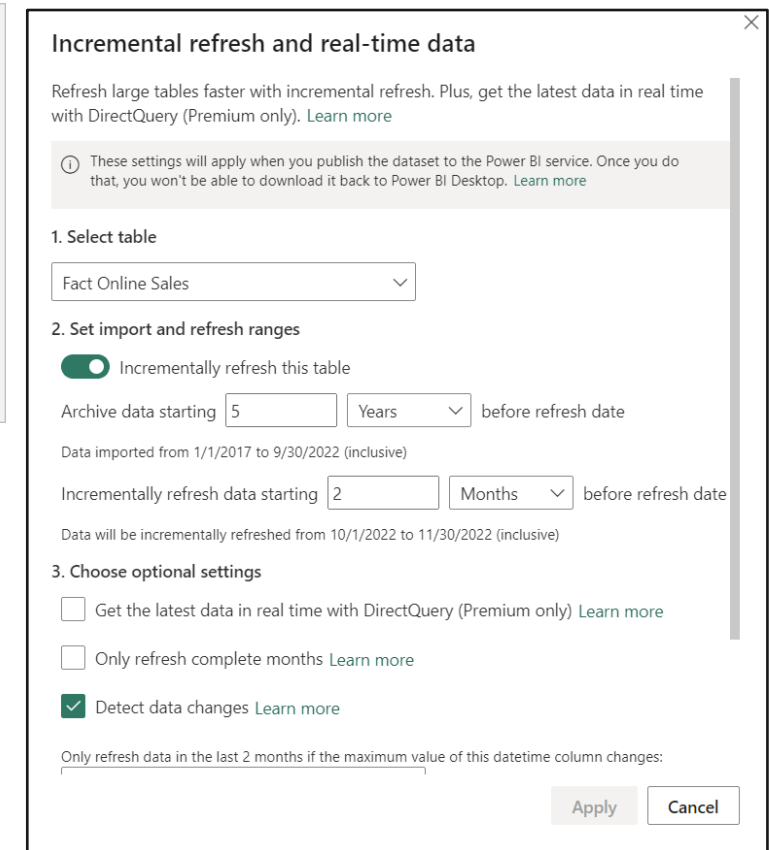 Incremental refresh and real-time data
Refresh large tables faster with incremental refresh. Plus, get the latest data in real time
with DirectQuery (Premium only). Learn more
These settings will apply when you publish the dataset to the Power BI service. Once you do
that, you won't be able to download it back to Power BI Desktop. Learn more
1. Select table
Fact Online Sales
2. Set import and refresh ranges
Incrementally refresh this table
Archive data starting 5 Years before refresh date
Data imported from 1/1/2017 to 9/30/2022 (inclusive)
Incrementally refresh data starting 2 Months before refresh date
Data will be incrementally refreshed from 10/1/2022 to 11/30/2022 (inclusive)
3. Choose optional settings
Get the latest data in real time with DirectQuery (Premium only) Learn more
Only refresh complete months Learn more
Detect data changes Learn more
Only refresh data in the last 2 months if the maximum value of this datetime column changes:
Apply Cancel